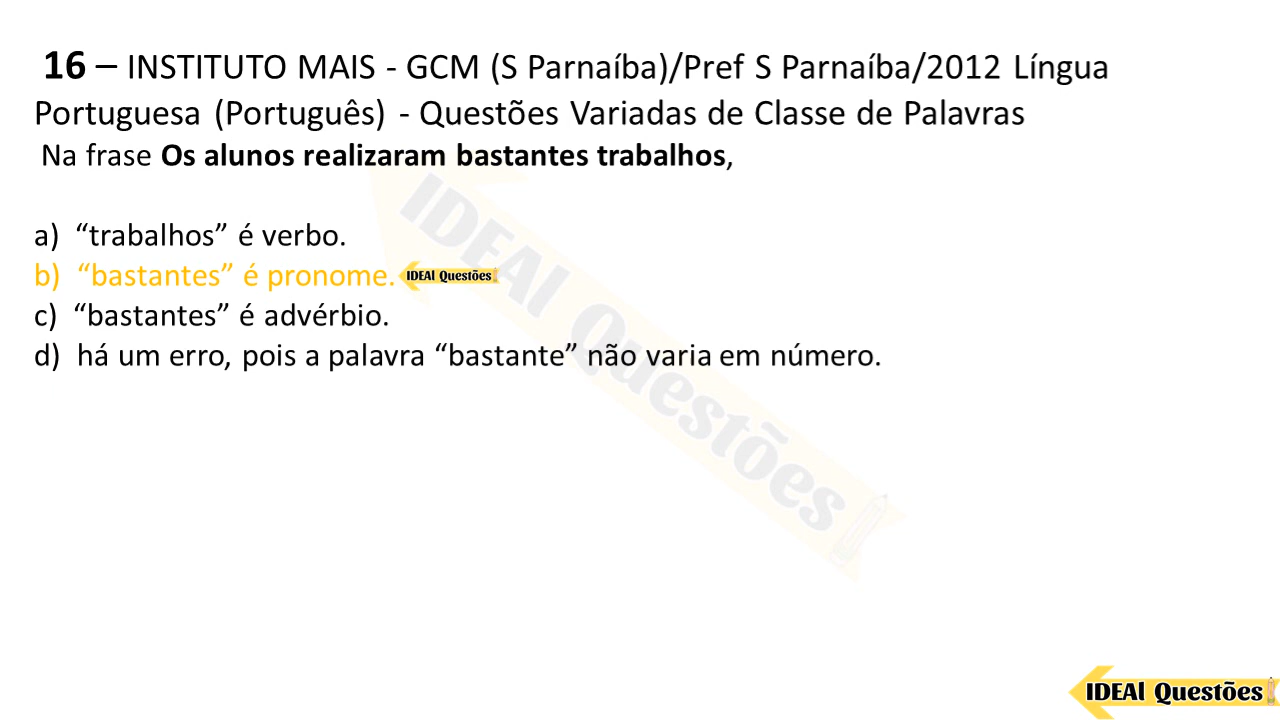 16 – INSTITUTO MAIS - GCM (S Parnaíba)/Pref S Parnaíba/2012 Língua
Portuguesa (Português) - Questões Variadas de Classe de Palavras
Na frase Os alunos realizaram bastantes trabalhos,
a) “trabalhos” é verbo.
b) “bastantes” é pronome. IDEAl Questões
c) “bastantes” é advérbio.
d) há um erro, pois a palavra “bastante” não varia em número.
IDEAl Questões
IDEAl Questões